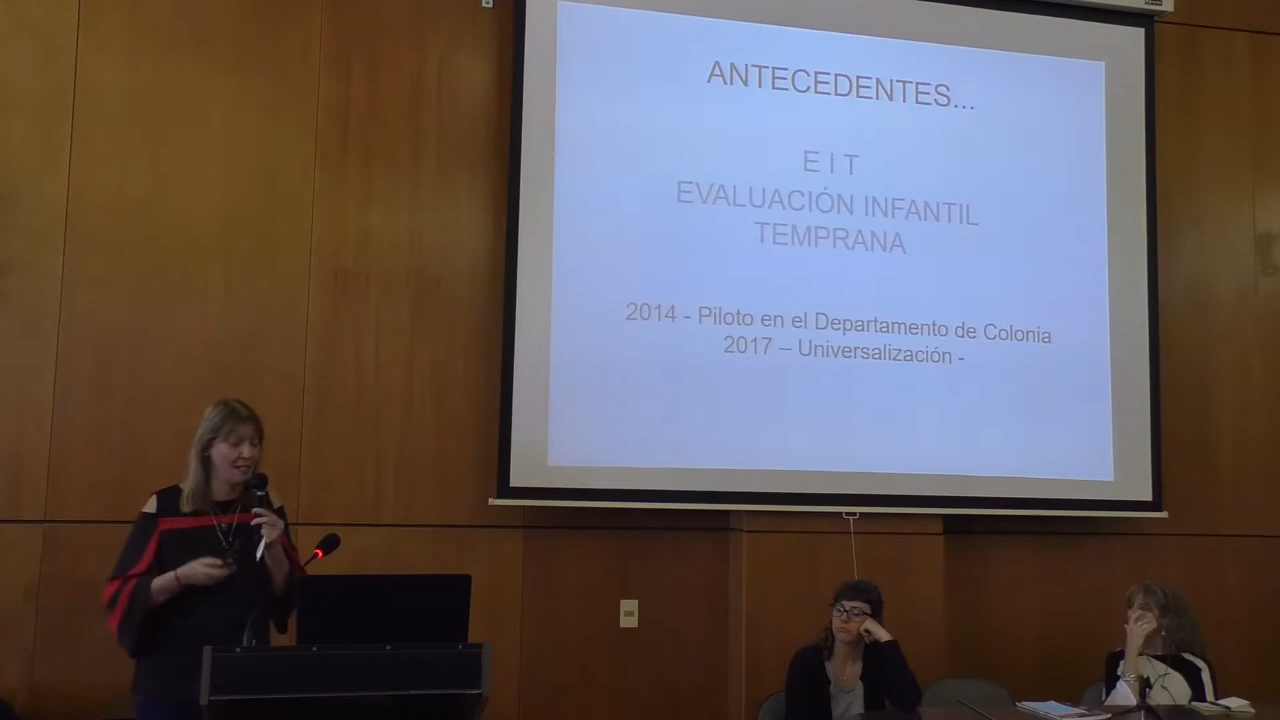 ANTECEDENTES...
E I T
EVALUACIÓN INFANTIL
TEMPRANA
2014 - Piloto en el Departamento de Colonia
2017 – Universalización -